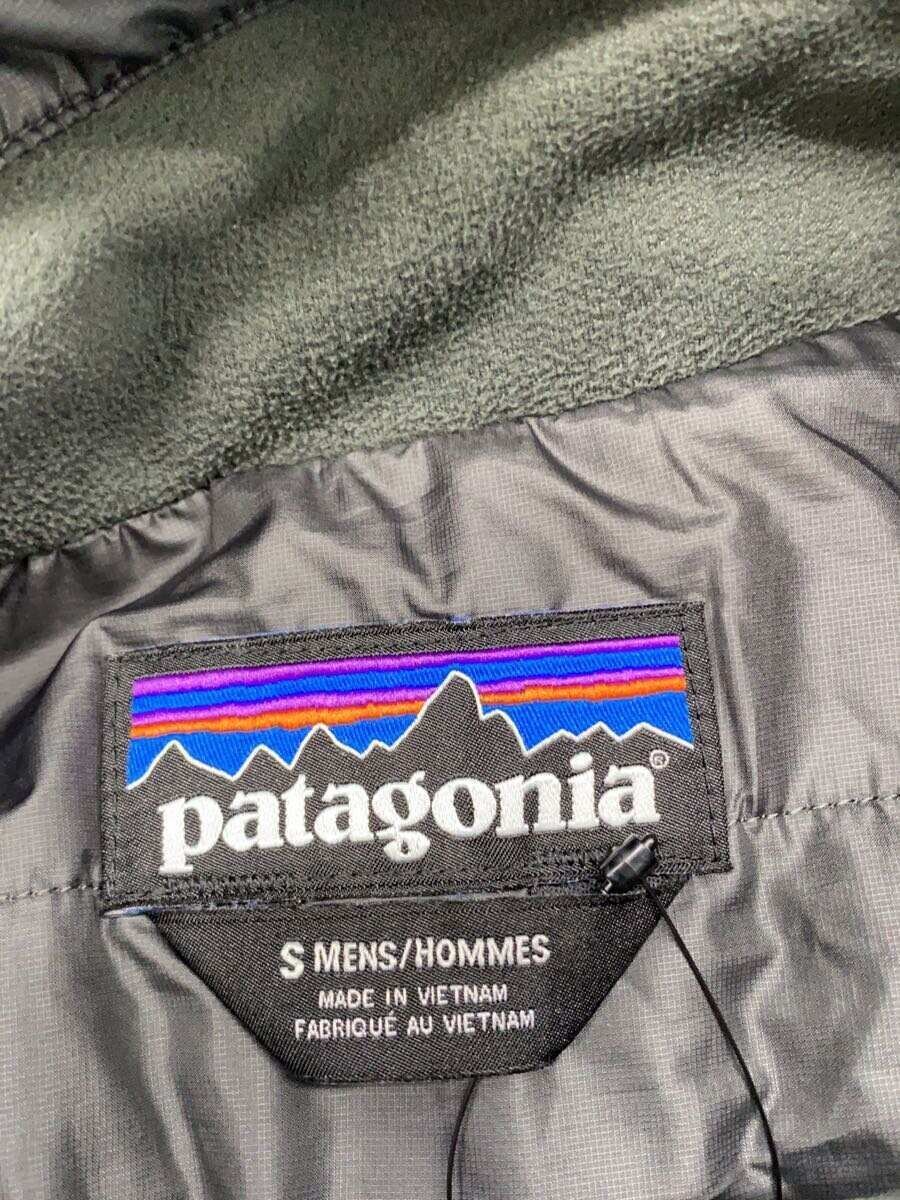 patagonia®
S MENS/HOMMES
MADE IN VIETNAM
FABRIQUÉ AU VIETNAM